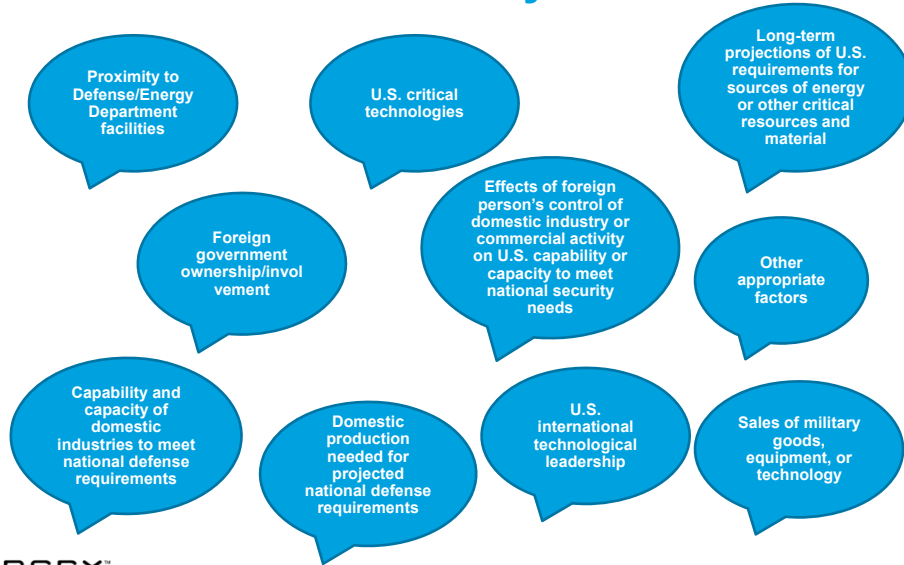 Proximity to
Defense/Energy
Department
facilities
U.S. critical
technologies
Long-term
projections of U.S.
requirements for
sources of energy
or other critical
resources and
material
Foreign
government
ownership/invol
vement
Effects of foreign
person's control of
domestic industry or
commercial activity
on U.S. capability or
capacity to meet
national security
needs
Other
appropriate
factors
Capability and
capacity of
domestic
industries to meet
national defense
requirements
Domestic
production
needed for
projected
national defense
requirements
U.S.
international
technological
leadership
Sales of military
goods,
equipment, or
technology